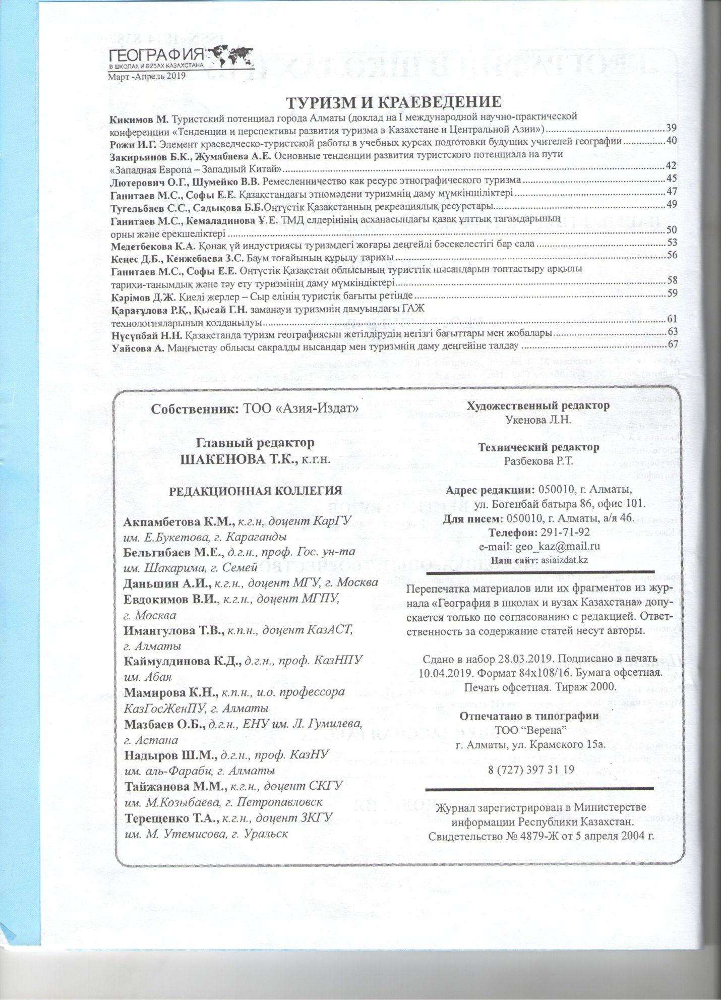 ГЕОГРАФИЯ
В ШКОЛАХ И ВУЗАХ КАЗАХСТАНА
Март -Апрель 2019
ТУРИЗМ И КРАЕВЕДЕНИЕ
Кикимов М. Туристский потенциал города Алматы (доклад на I международной научно-практической
конференции «Тенденции и перспективы развития туризма в Казахстане и Центральной Азии»)..........39
Рожи И.Г. Элемент краеведческо-туристской работы в учебных курсах подготовки будущих учителей географии..........40
Закирьянов Б.К., Жумабаева А.Е. Основные тенденции развития туристского потенциала на пути
«Западная Европа – Западный Китай»..........42
Лютерович О.Г., Шумейко В.В. Ремесленничество как ресурс этнографического туризма..........45
Ганитаев М.С., Софы Е.Е. Қазақстандағы этномәдени туризмнің даму мүмкіншіліктері..........47
Тугельбаев С.С., Садықова Б.Б.Оңтүстік Қазақстанның рекреациялық ресурстары..........49
Ганитаев М.С., Кемаладинова Ұ.Е. ТМД елдерінінің асханасындағы қазақ ұлттық тағамдарының
орны және ерекшеліктері..........50
Медетбекова К.А. Қонақ үй индустриясы туризмдегі жоғары деңгейлі бәсекелестігі бар сала..........53
Кеңес Д.Б., Кенжебаева З.С. Баум тоғайының құрылу тарихы..........56
Ганитаев М.С., Софы Е.Е. Оңтүстік Қазақстан облысының туристтік нысандарын топтастыру арқылы
тарихи-танымдық және тәу ету туризмінің даму мүмкіндіктері..........58
Кәрімов Д.Ж. Киелі жерлер – Сыр елінің туристік бағыты ретінде..........59
Қарағұлова Р.Қ., Қысай Г.Н. заманауи туризмнің дамуындағы ГАЖ
технологияларының қолданылуы..........61
Нүсүпбай Н.Н. Қазақстанда туризм географиясын жетілдірудің негізгі бағыттары мен жобалары..........63
Уайсова А. Маңғыстау облысы сакралды нысандар мен туризмнің даму деңгейіне талдау..........67
Собственник: ТОО «Азия-Издат»
Главный редактор
ШАКЕНОВА Т.К., к.г.н.
РЕДАКЦИОННАЯ КОЛЛЕГИЯ
Акпамбетова К.М., к.г.н, доцент КарГУ
им. Е.Букетова, г. Караганды
Бельгибаев М.Е., д.г.н., проф. Гос. ун-та
им. Шакарима, г. Семей
Даньшин А.И., к.г.н., доцент МГУ, г. Москва
Евдокимов В.И., к.г.н., доцент МГПУ,
г. Москва
Имангулова Т.В., к.п.н., доцент КазАСТ,
г. Алматы
Каймулдинова К.Д., д.г.н., проф. КазНПУ
им. Абая
Мамирова К.Н., к.п.н., и.о. профессора
КазГосЖенПУ, г. Алматы
Мазбаев О.Б., д.г.н., ЕНУ им. Л. Гумилева,
г. Астана
Надыров Ш.М., д.г.н., проф. КазНУ
им. аль-Фараби, г. Алматы
Тайжанова М.М., к.г.н., доцент СКГУ
им. М.Козыбаева, г. Петропавловск
Терещенко Т.А., к.г.н., доцент ЗКГУ
им. М. Утемисова, г. Уральск
Художественный редактор
Укенова Л.Н.
Технический редактор
Разбекова Р.Т.
Адрес редакции: 050010, г. Алматы,
ул. Богенбай батыра 86, офис 101.
Для писем: 050010, г. Алматы, а/я 46.
Телефон: 291-71-92
e-mail: geo_kaz@mail.ru
Наш сайт: asiaizdat.kz
Перепечатка материалов или их фрагментов из жур-
нала «География в школах и вузах Казахстана» допу-
скается только по согласованию с редакцией. Ответ-
ственность за содержание статей несут авторы.
Сдано в набор 28.03.2019. Подписано в печать
10.04.2019. Формат 84х108/16. Бумага офсетная.
Печать офсетная. Тираж 2000.
Отпечатано в типографии
ТОО “Верена”
г. Алматы, ул. Крамского 15а.
8 (727) 397 31 19
Журнал зарегистрирован в Министерстве
информации Республики Казахстан.
Свидетельство № 4879-Ж от 5 апреля 2004 г.